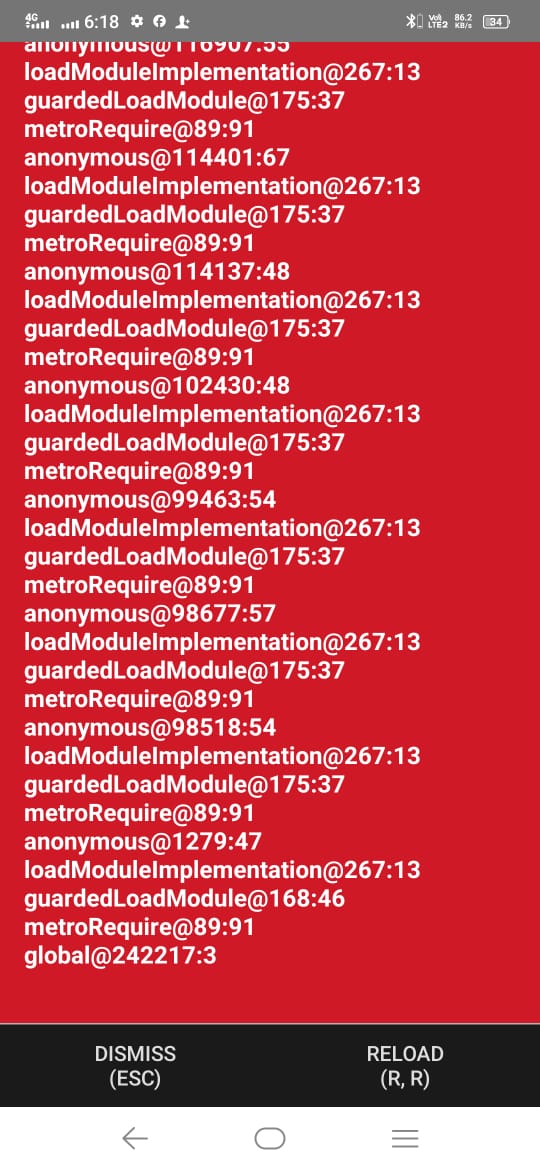 4G 6:18 Voo) LTE2 86.2 KB/s 34
loadModuleImplementation@267:13
guardedLoadModule@175:37
metroRequire@89:91
anonymous@114401:67
loadModuleImplementation@267:13
guardedLoadModule@175:37
metroRequire@89:91
anonymous@114137:48
loadModuleImplementation@267:13
guardedLoadModule@175:37
metroRequire@89:91
anonymous@102430:48
loadModuleImplementation@267:13
guardedLoadModule@175:37
metroRequire@89:91
anonymous@99463:54
loadModuleImplementation@267:13
guardedLoadModule@175:37
metroRequire@89:91
anonymous@98677:57
loadModuleImplementation@267:13
guardedLoadModule@175:37
metroRequire@89:91
anonymous@98518:54
loadModuleImplementation@267:13
guardedLoadModule@175:37
metroRequire@89:91
anonymous@1279:47
loadModuleImplementation@267:13
guardedLoadModule@168:46
metroRequire@89:91
global@242217:3
DISMISS RELOAD
(ESC) (R, R)